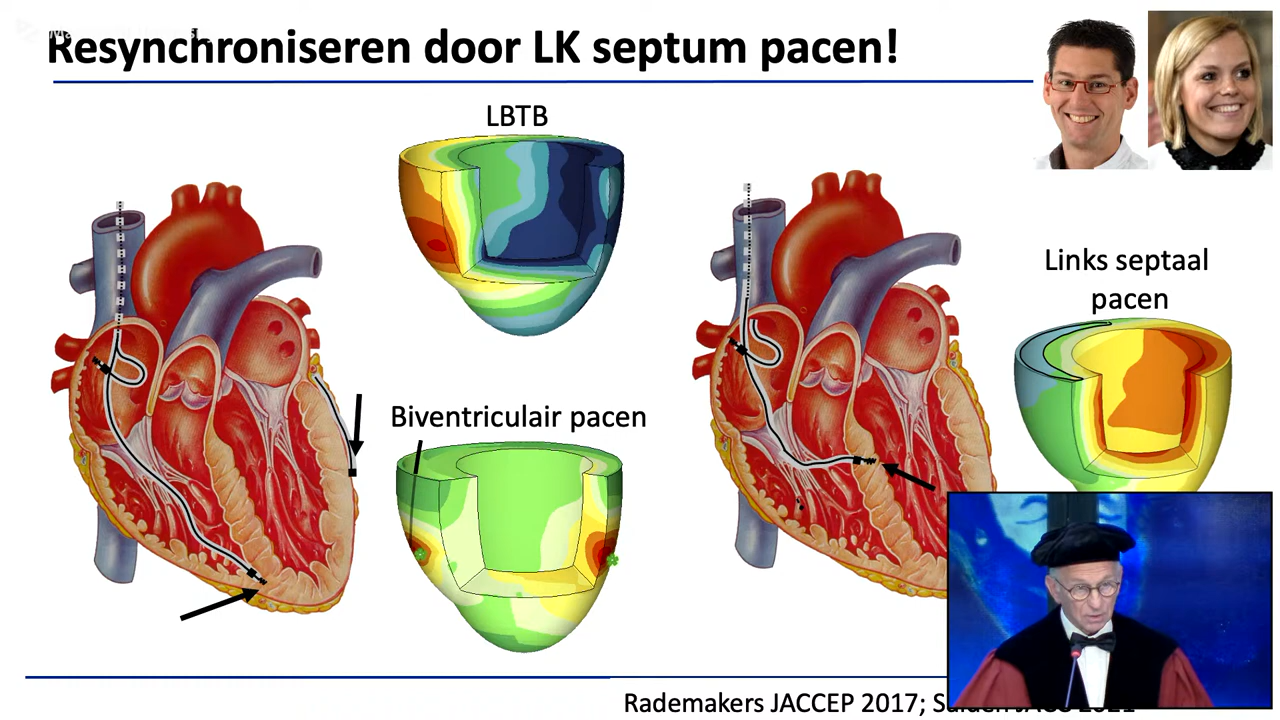 Resynchroniseren door LK septum pacen!
LBTB
Links septaal
pacen
Biventriculair pacen
Rademakers JACCEP 2017;